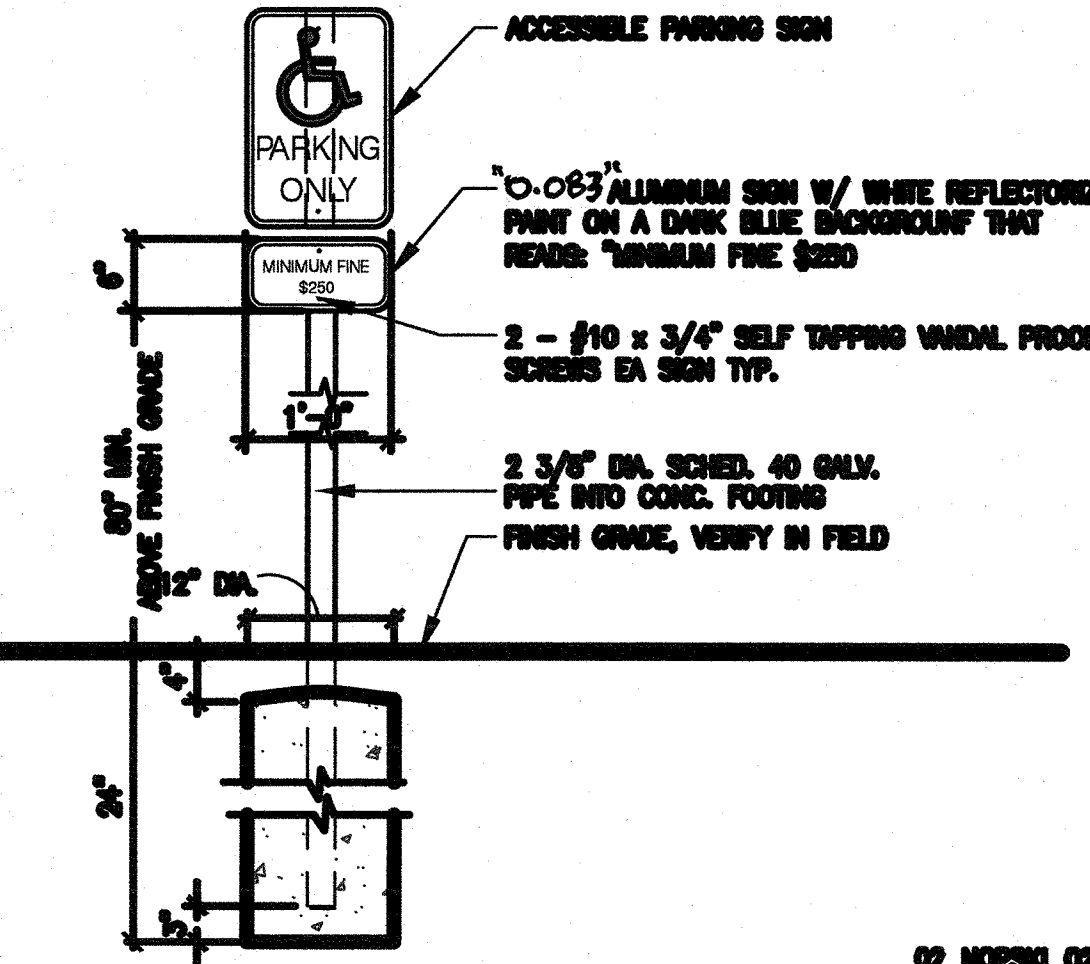 ACCESSIBLE PARKING SIGN
PARKING
ONLY
"0.083" ALUMINUM SIGN W/ WHITE REFLECTORIZ
PAINT ON A DARK BLUE BACKGROUNF THAT
READS: "MINIMUM FINE $250
MINIMUM FINE
$250
6"
2 - #10 x 3/4" SELF TAPPING VANDAL PROOF
SCREWS EA SIGN TYP.
1'-0"
80" MIN.
ABOVE FINISH GRADE
2 3/8" DIA. SCHED. 40 GALV.
PIPE INTO CONC. FOOTING
FINISH GRADE, VERIFY IN FIELD
12" DIA.
4"
24"
3"